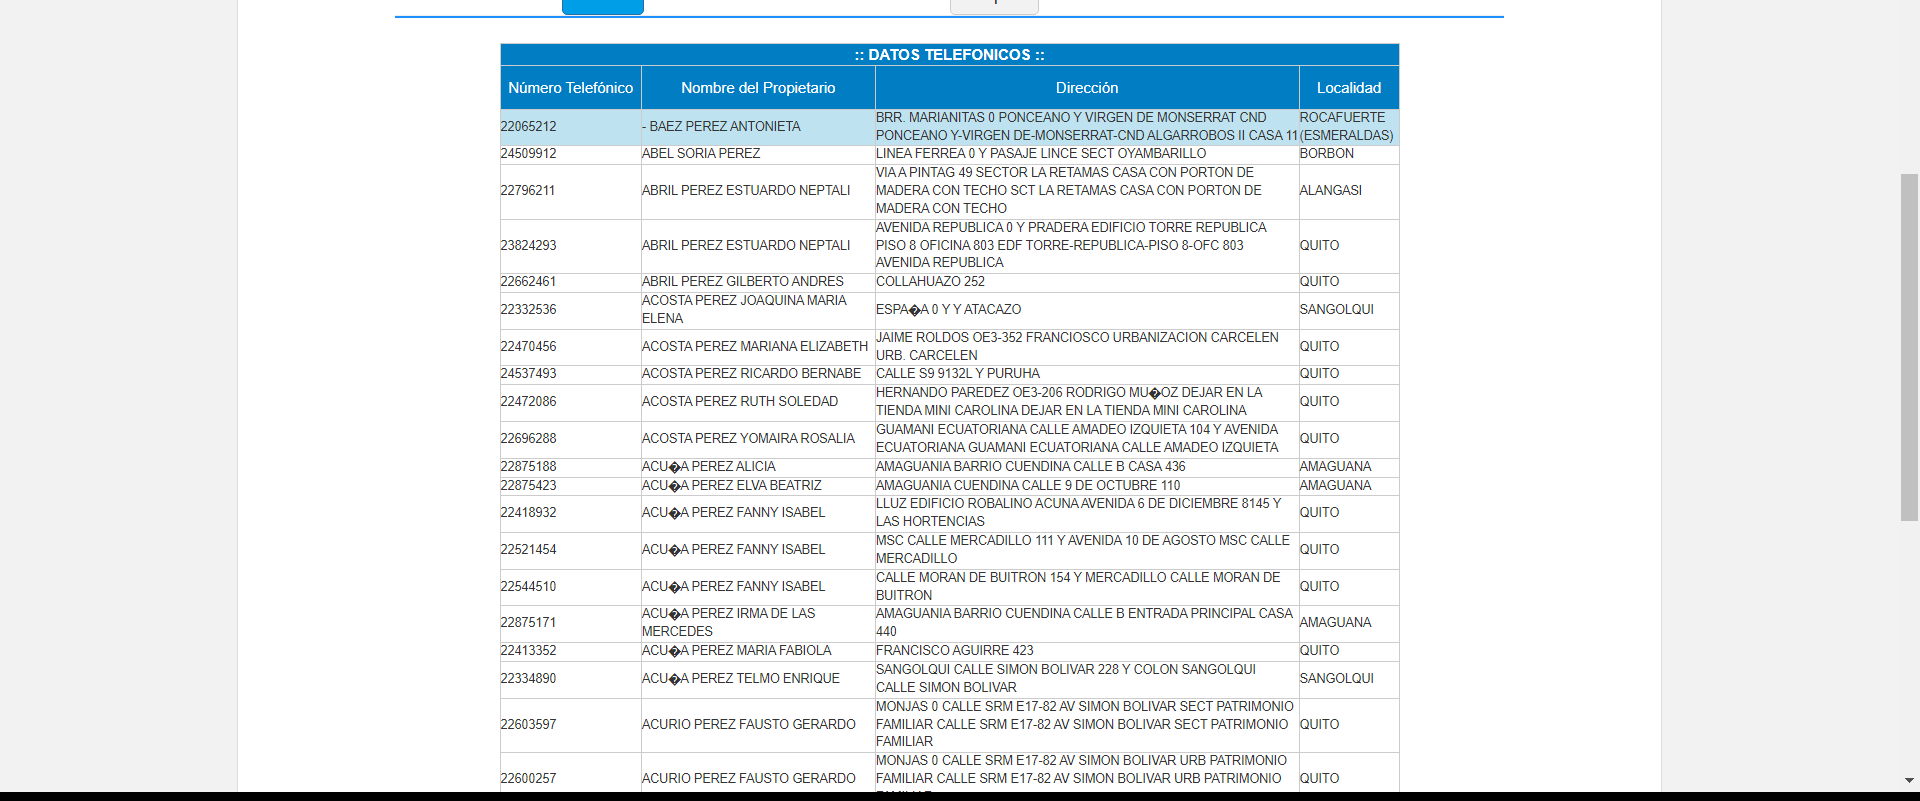 :: DATOS TELEFONICOS ::
Número Telefónico Nombre del Propietario Dirección Localidad
22065212 - BAEZ PEREZ ANTONIETA BRR. MARIANITAS 0 PONCEANO Y VIRGEN DE MONSERRAT CND ROCAFUERTE
PONCEANO Y-VIRGEN DE-MONSERRAT-CND ALGARROBOS II CASA 11 (ESMERALDAS)
24509912 ABEL SORIA PEREZ LINEA FERREA 0 Y PASAJE LINCE SECT OYAMBARILLO BORBON
22796211 ABRIL PEREZ ESTUARDO NEPTALI VIA A PINTAG 49 SECTOR LA RETAMAS CASA CON PORTON DE
MADERA CON TECHO SCT LA RETAMAS CASA CON PORTON DE ALANGASI
MADERA CON TECHO
23824293 ABRIL PEREZ ESTUARDO NEPTALI AVENIDA REPUBLICA 0 Y PRADERA EDIFICIO TORRE REPUBLICA
PISO 8 OFICINA 803 EDF TORRE-REPUBLICA-PISO 8-OFC 803 QUITO
AVENIDA REPUBLICA
22662461 ABRIL PEREZ GILBERTO ANDRES COLLAHUAZO 252 QUITO
22332536 ACOSTA PEREZ JOAQUINA MARIA
ELENA ESPA�A 0 Y Y ATACAZO SANGOLQUI
22470456 ACOSTA PEREZ MARIANA ELIZABETH JAIME ROLDOS OE3-352 FRANCIOSCO URBANIZACION CARCELEN
URB. CARCELEN QUITO
24537493 ACOSTA PEREZ RICARDO BERNABE CALLE S9 9132L Y PURUHA QUITO
22472086 ACOSTA PEREZ RUTH SOLEDAD HERNANDO PAREDEZ OE3-206 RODRIGO MU�OZ DEJAR EN LA
TIENDA MINI CAROLINA DEJAR EN LA TIENDA MINI CAROLINA QUITO
22696288 ACOSTA PEREZ YOMAIRA ROSALIA GUAMANI ECUATORIANA CALLE AMADEO IZQUIETA 104 Y AVENIDA
ECUATORIANA GUAMANI ECUATORIANA CALLE AMADEO IZQUIETA QUITO
22875188 ACU�A PEREZ ALICIA AMAGUANIA BARRIO CUENDINA CALLE B CASA 436 AMAGUANA
22875423 ACU�A PEREZ ELVA BEATRIZ AMAGUANIA CUENDINA CALLE 9 DE OCTUBRE 110 AMAGUANA
22418932 ACU�A PEREZ FANNY ISABEL LLUZ EDIFICIO ROBALINO ACUNA AVENIDA 6 DE DICIEMBRE 8145 Y
LAS HORTENCIAS QUITO
22521454 ACU�A PEREZ FANNY ISABEL MSC CALLE MERCADILLO 111 Y AVENIDA 10 DE AGOSTO MSC CALLE
MERCADILLO QUITO
22544510 ACU�A PEREZ FANNY ISABEL CALLE MORAN DE BUITRON 154 Y MERCADILLO CALLE MORAN DE
BUITRON QUITO
22875171 ACU�A PEREZ IRMA DE LAS
MERCEDES AMAGUANIA BARRIO CUENDINA CALLE B ENTRADA PRINCIPAL CASA
440 AMAGUANA
22413352 ACU�A PEREZ MARIA FABIOLA FRANCISCO AGUIRRE 423 QUITO
22334890 ACU�A PEREZ TELMO ENRIQUE SANGOLQUI CALLE SIMON BOLIVAR 228 Y COLON SANGOLQUI
CALLE SIMON BOLIVAR SANGOLQUI
22603597 ACURIO PEREZ FAUSTO GERARDO MONJAS 0 CALLE SRM E17-82 AV SIMON BOLIVAR SECT PATRIMONIO
FAMILIAR CALLE SRM E17-82 AV SIMON BOLIVAR SECT PATRIMONIO QUITO
FAMILIAR
22600257 ACURIO PEREZ FAUSTO GERARDO MONJAS 0 CALLE SRM E17-82 AV SIMON BOLIVAR URB PATRIMONIO
FAMILIAR CALLE SRM E17-82 AV SIMON BOLIVAR URB PATRIMONIO QUITO